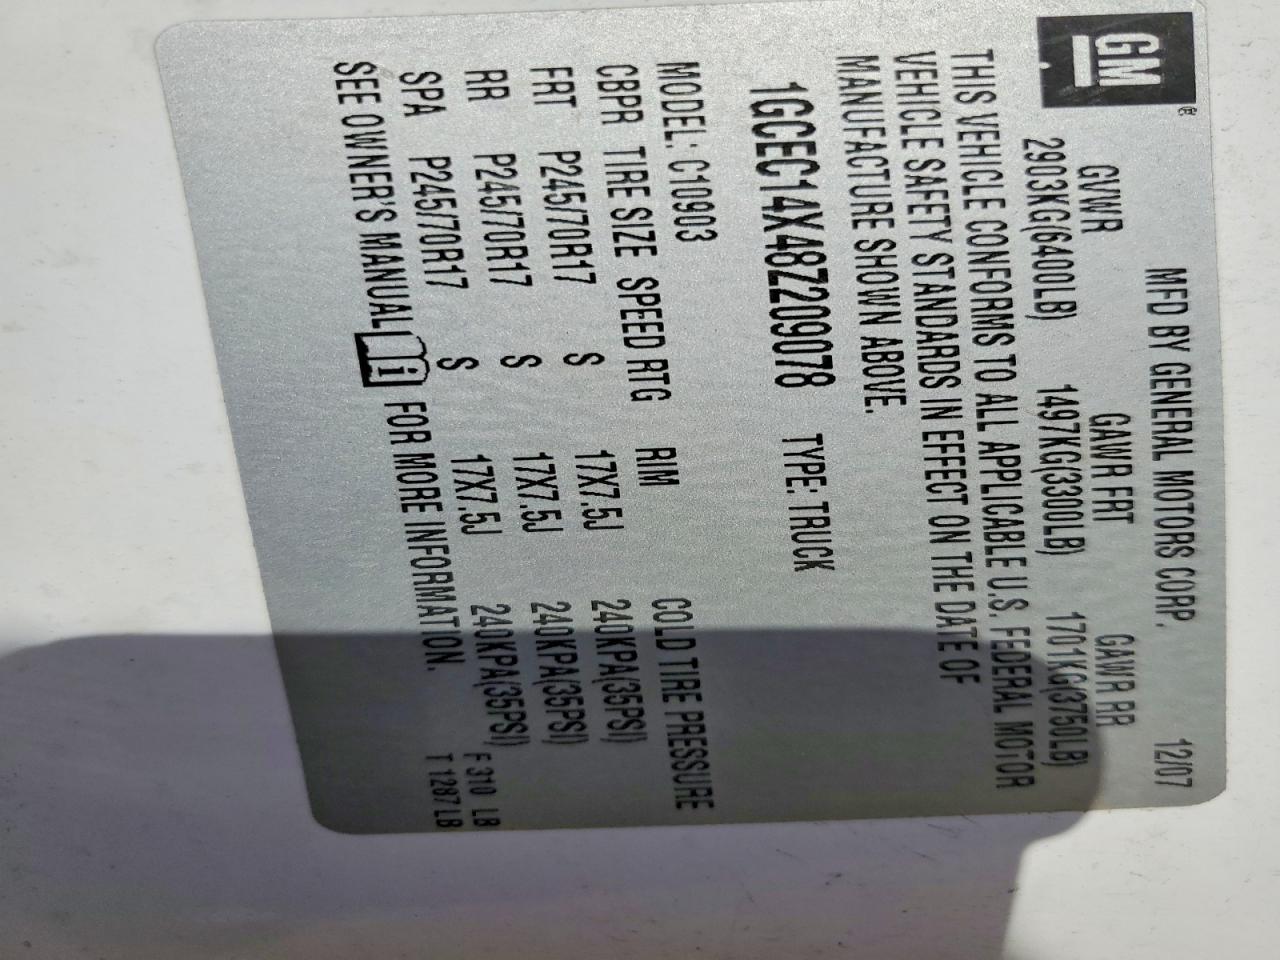 GM
MFD BY GENERAL MOTORS CORP. 12/07
GVWR GAWR FRT GAWR RR
2903KG(6400LB) 1497KG(3300LB) 1701KG(3750LB)
THIS VEHICLE CONFORMS TO ALL APPLICABLE U.S. FEDERAL MOTOR
VEHICLE SAFETY STANDARDS IN EFFECT ON THE DATE OF
MANUFACTURE SHOWN ABOVE.
1GCEC14X48Z209078 TYPE: TRUCK
MODEL: C10903
CBPR TIRE SIZE SPEED RTG RIM COLD TIRE PRESSURE
FRT P245/70R17 S 17X7.5J 240KPA(35PSI)
RR P245/70R17 S 17X7.5J 240KPA(35PSI)
SPA P245/70R17 S 17X7.5J 240KPA(35PSI) F 310 LB
SEE OWNER'S MANUAL i FOR MORE INFORMATION. T 1287 LB